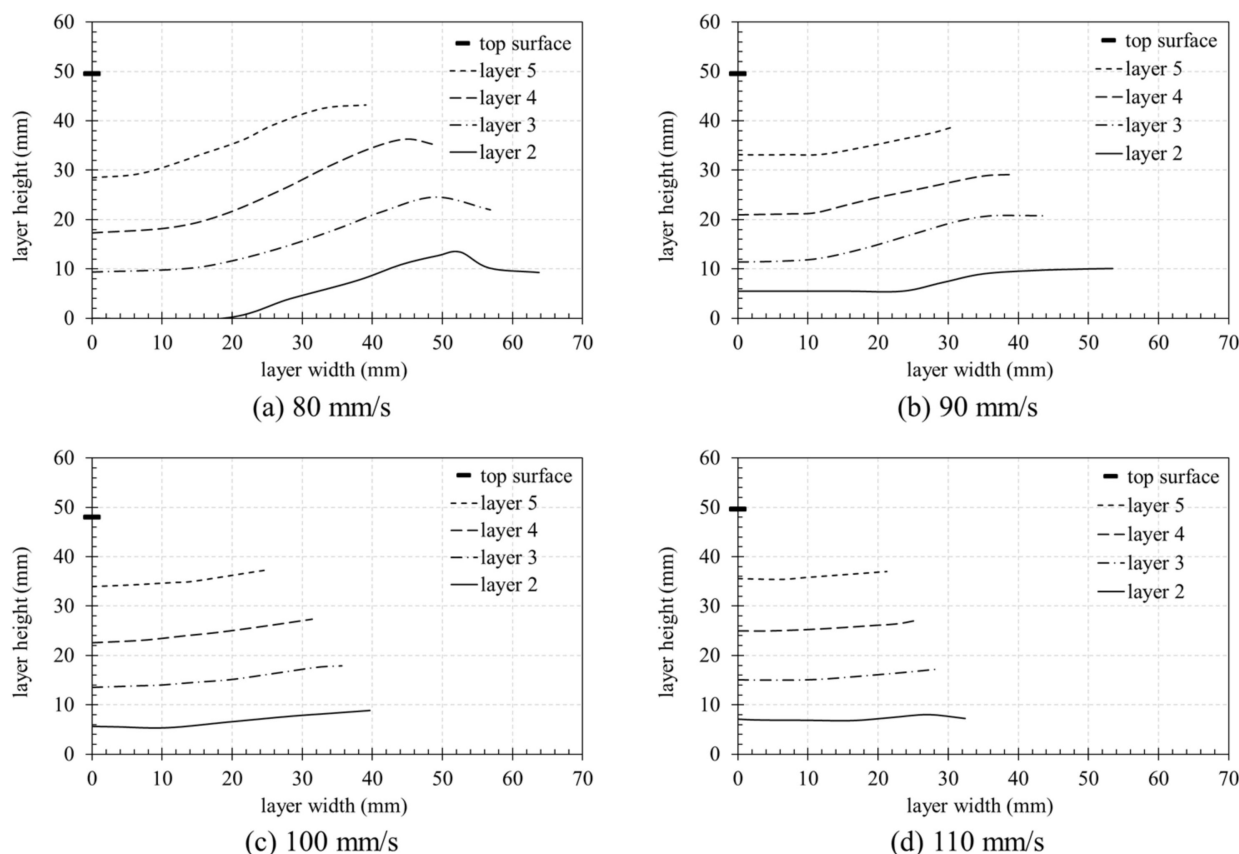 60
50
40
30
20
10
0
layer height (mm)
top surface
layer 5
layer 4
layer 3
layer 2
0 10 20 30 40 50 60 70
layer width (mm)
(a) 80 mm/s
60
50
40
30
20
10
0
layer height (mm)
top surface
layer 5
layer 4
layer 3
layer 2
0 10 20 30 40 50 60 70
layer width (mm)
(b) 90 mm/s
60
50
40
30
20
10
0
layer height (mm)
top surface
layer 5
layer 4
layer 3
layer 2
0 10 20 30 40 50 60 70
layer width (mm)
(c) 100 mm/s
60
50
40
30
20
10
0
layer height (mm)
top surface
layer 5
layer 4
layer 3
layer 2
0 10 20 30 40 50 60 70
layer width (mm)
(d) 110 mm/s